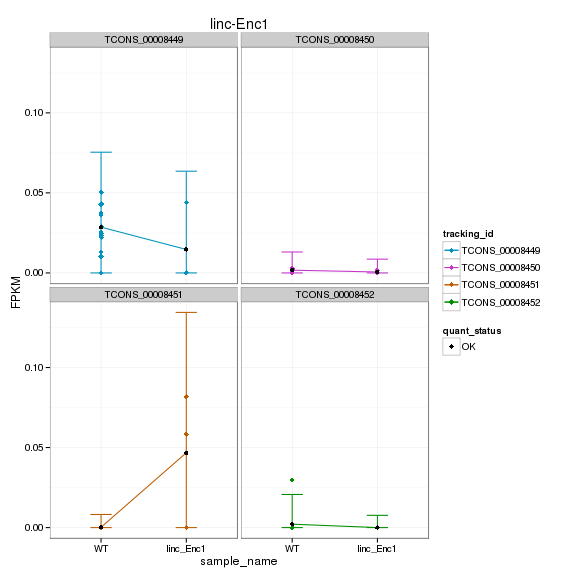 linc-Enc1
TCONS_00008449
TCONS_00008450
0.10
0.05
0.00
TCONS_00008451
TCONS_00008452
0.10
0.05
0.00
WT
linc_Enc1
WT
linc_Enc1
sample_name
FPKM
tracking_id
TCONS_00008449
TCONS_00008450
TCONS_00008451
TCONS_00008452
quant_status
OK